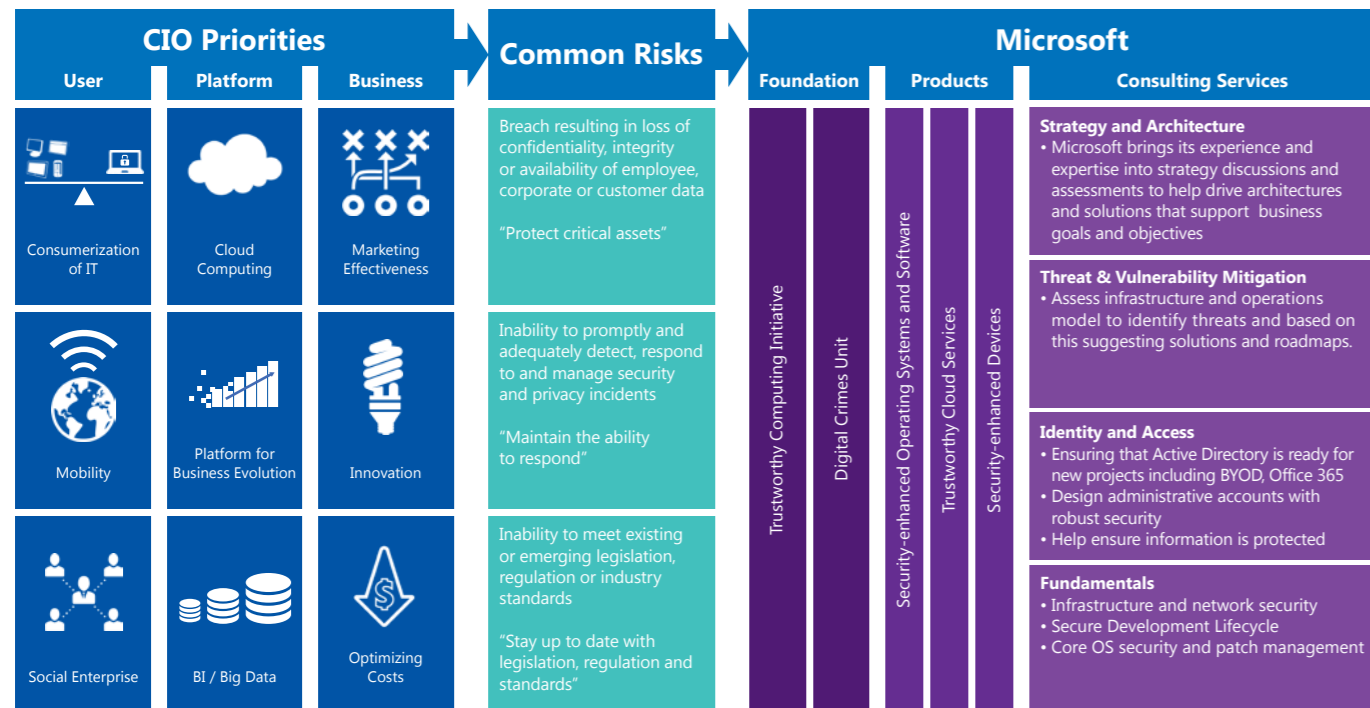 CIO Priorities
User
Platform
Business
Consumerization
of IT
Cloud
Computing
Marketing
Effectiveness
Mobility
Platform for
Business Evolution
Innovation
Social Enterprise
BI / Big Data
$
Optimizing
Costs
Common Risks
Breach resulting in loss of
confidentiality, integrity
or availability of employee,
corporate or customer data
“Protect critical assets”
Inability to promptly and
adequately detect, respond
to and manage security
and privacy incidents
“Maintain the ability
to respond”
Inability to meet existing
or emerging legislation,
regulation or industry
standards
“Stay up to date with
legislation, regulation and
standards”
Microsoft
Foundation
Products
Consulting Services
Trustworthy Computing Initiative
Digital Crimes Unit
Security-enhanced Operating Systems and Software
Trustworthy Cloud Services
Security-enhanced Devices
Strategy and Architecture
• Microsoft brings its experience and
expertise into strategy discussions and
assessments to help drive architectures
and solutions that support business
goals and objectives
Threat & Vulnerability Mitigation
• Assess infrastructure and operations
model to identify threats and based on
this suggesting solutions and roadmaps.
Identity and Access
• Ensuring that Active Directory is ready for
new projects including BYOD, Office 365
• Design administrative accounts with
robust security
• Help ensure information is protected
Fundamentals
• Infrastructure and network security
• Secure Development Lifecycle
• Core OS security and patch management